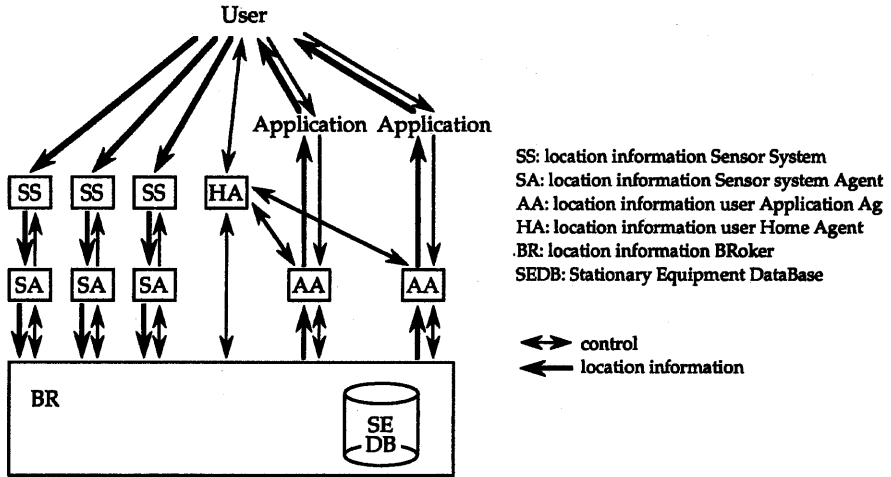 User
Application Application
SS SS SS HA
SA SA SA AA AA
BR
SE
DB
SS: location information Sensor System
SA: location information Sensor system Agent
AA: location information user Application Ag
HA: location information user Home Agent
BR: location information BRoker
SEDB: Stationary Equipment DataBase
control
location information